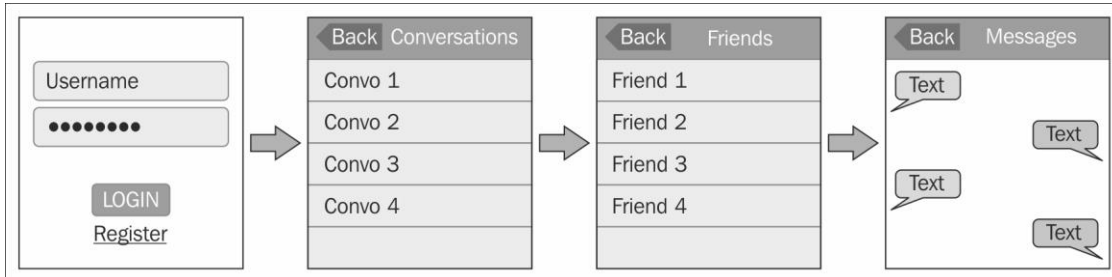 Username
●●●●●●●●
LOGIN
Register
Back Conversations
Convo 1
Convo 2
Convo 3
Convo 4
Back Friends
Friend 1
Friend 2
Friend 3
Friend 4
Back Messages
Text
Text
Text
Text